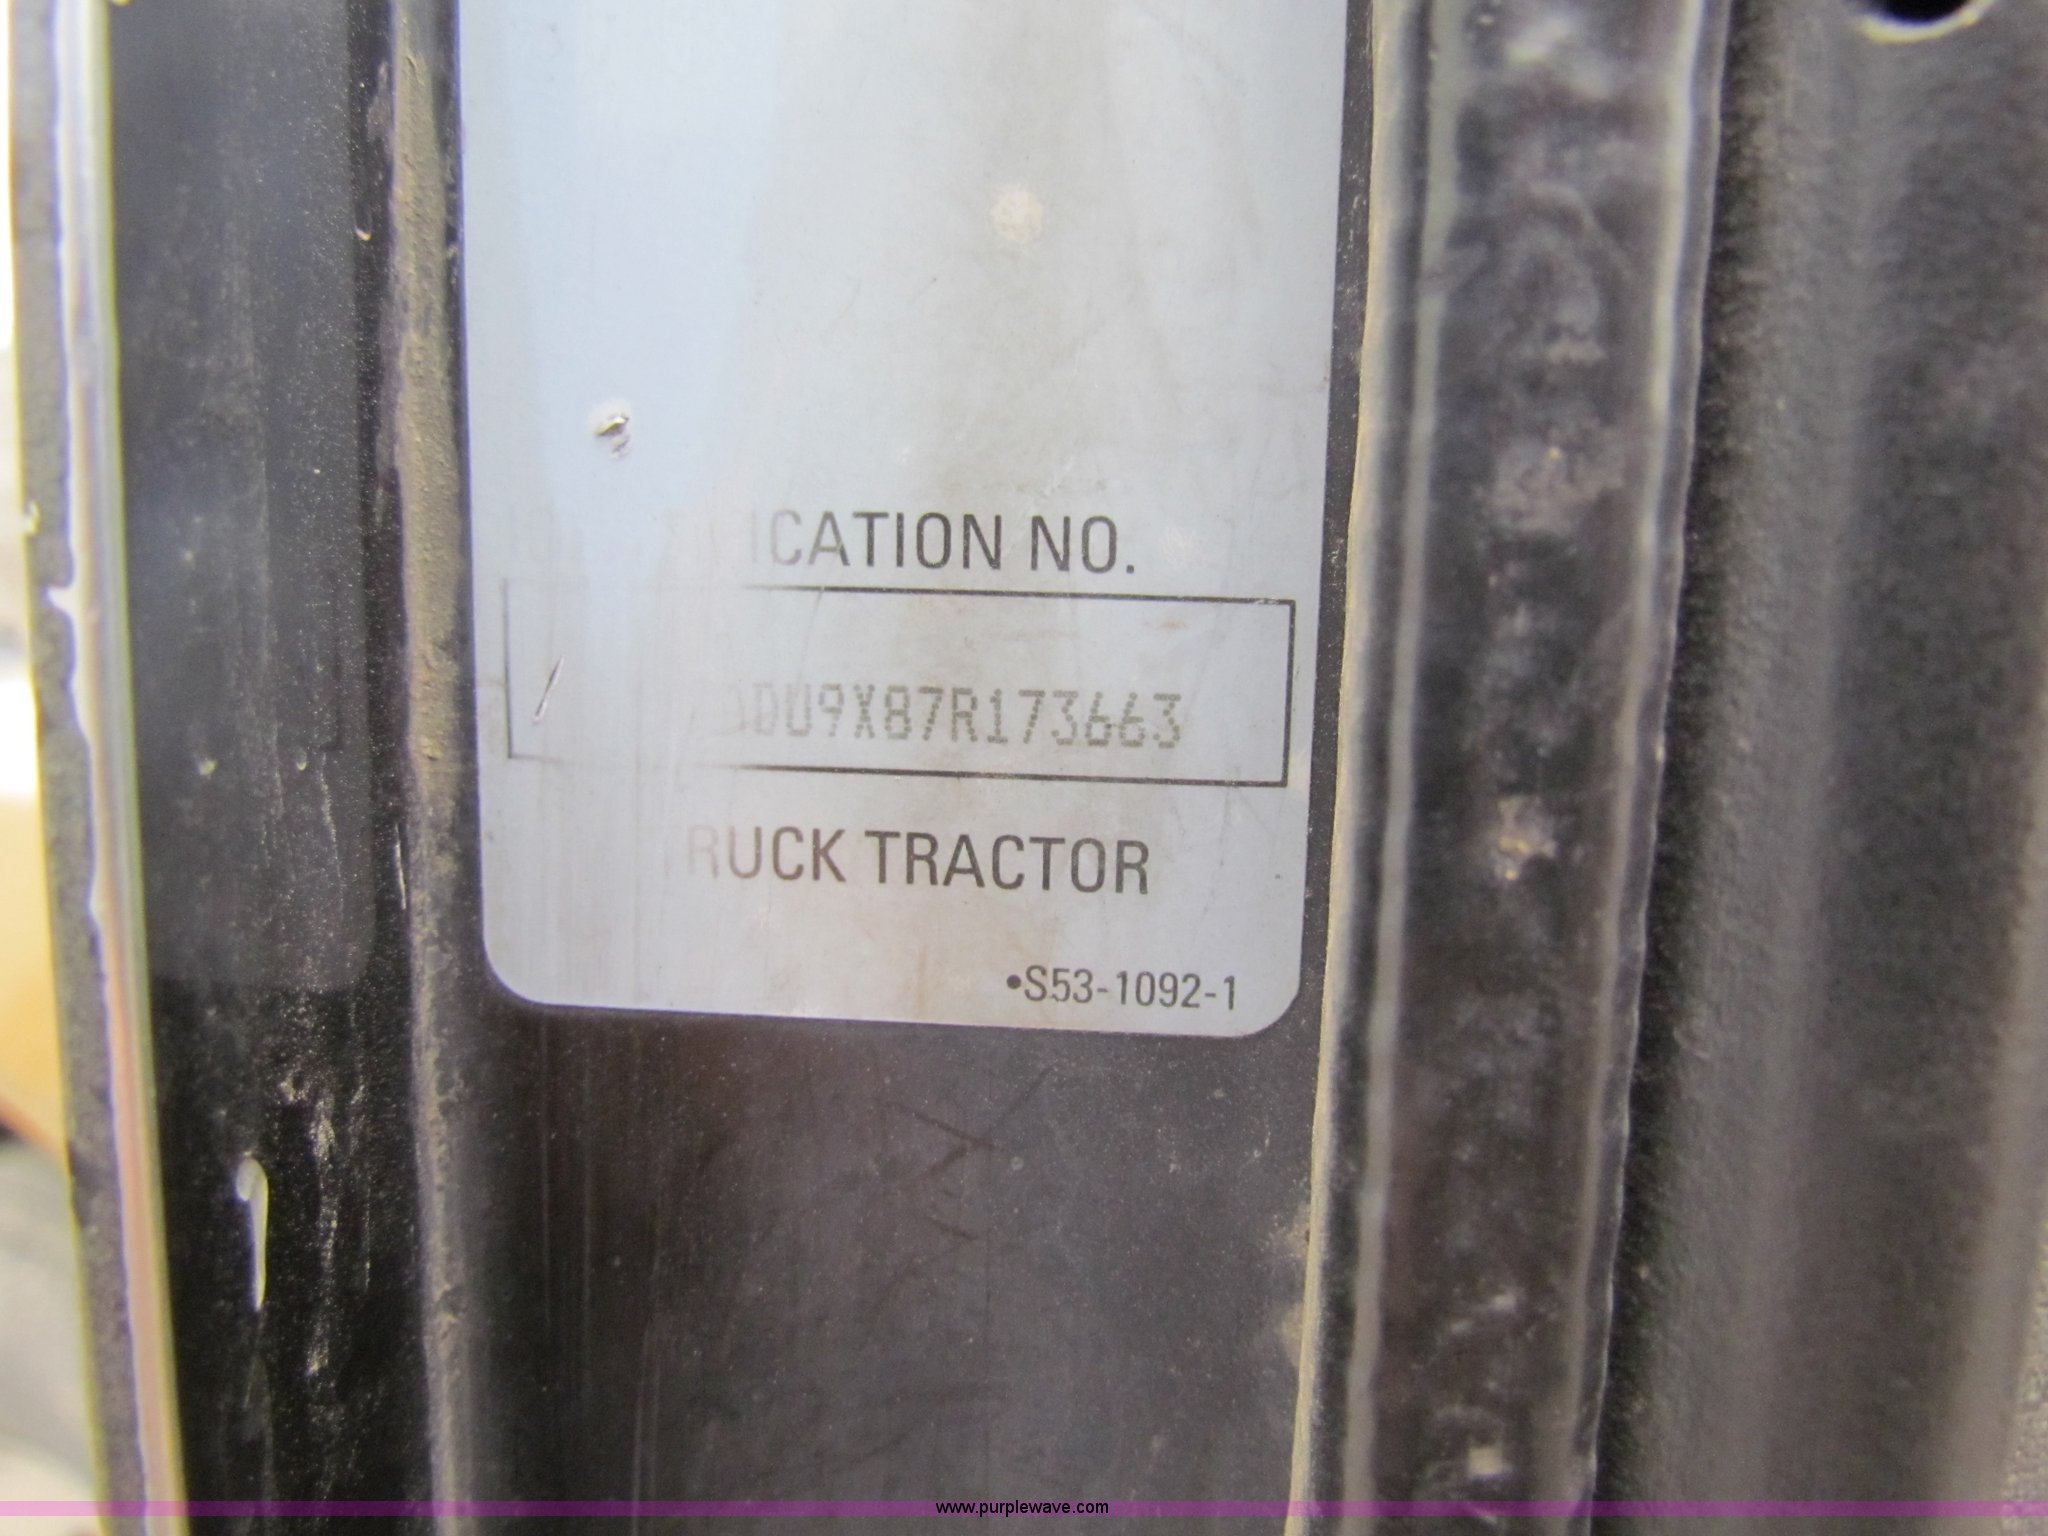 ICATION NO.
DU9X87R173663
RUCK TRACTOR
•S53-1092-1
www.purplewave.com